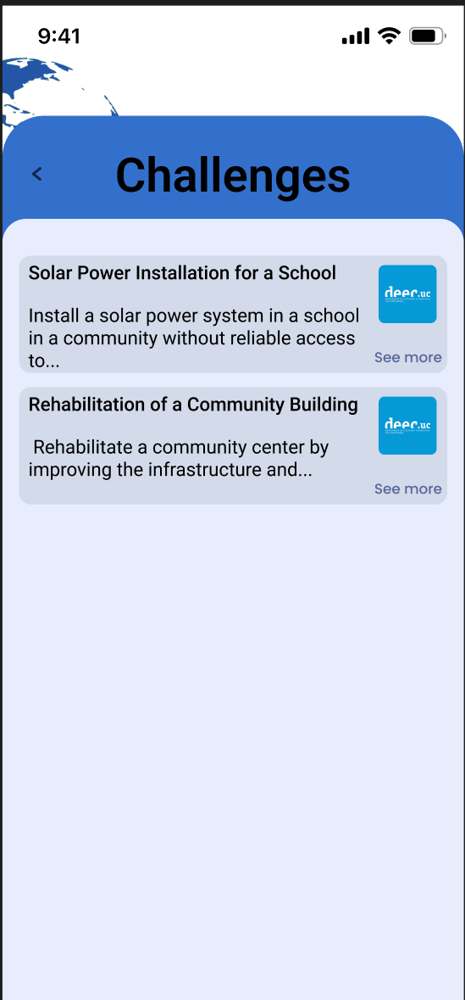 9:41
<
Challenges
Solar Power Installation for a School
deec.uc
Install a solar power system in a school
in a community without reliable access
to...
See more
Rehabilitation of a Community Building
deec.uc
Rehabilitate a community center by
improving the infrastructure and...
See more